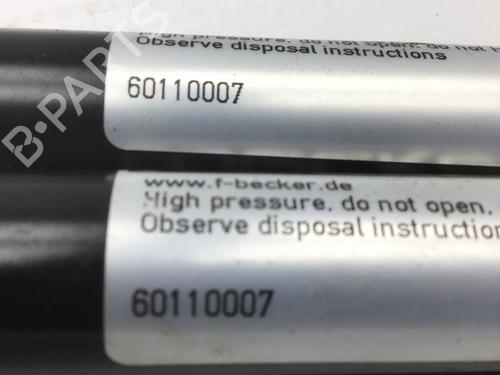 High pressure, do not open, do not
Observe disposal instructions
60110007
www.f-becker.de
High pressure, do not open,
Observe disposal instruction
60110007
B-PARTS